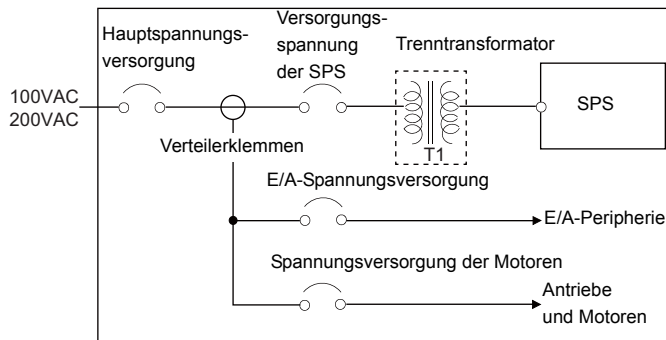 Hauptspannungs-
versorgung
Versorgungs-
spannung
der SPS
Trenntransformator
100VAC
200VAC
SPS
T1
Verteilerklemmen
E/A-Spannungsversorgung
E/A-Peripherie
Spannungsversorgung der Motoren
Antriebe
und Motoren